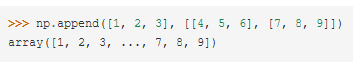 >>> np.append([1, 2, 3], [[4, 5, 6], [7, 8, 9]])
array([1, 2, 3, ..., 7, 8, 9])